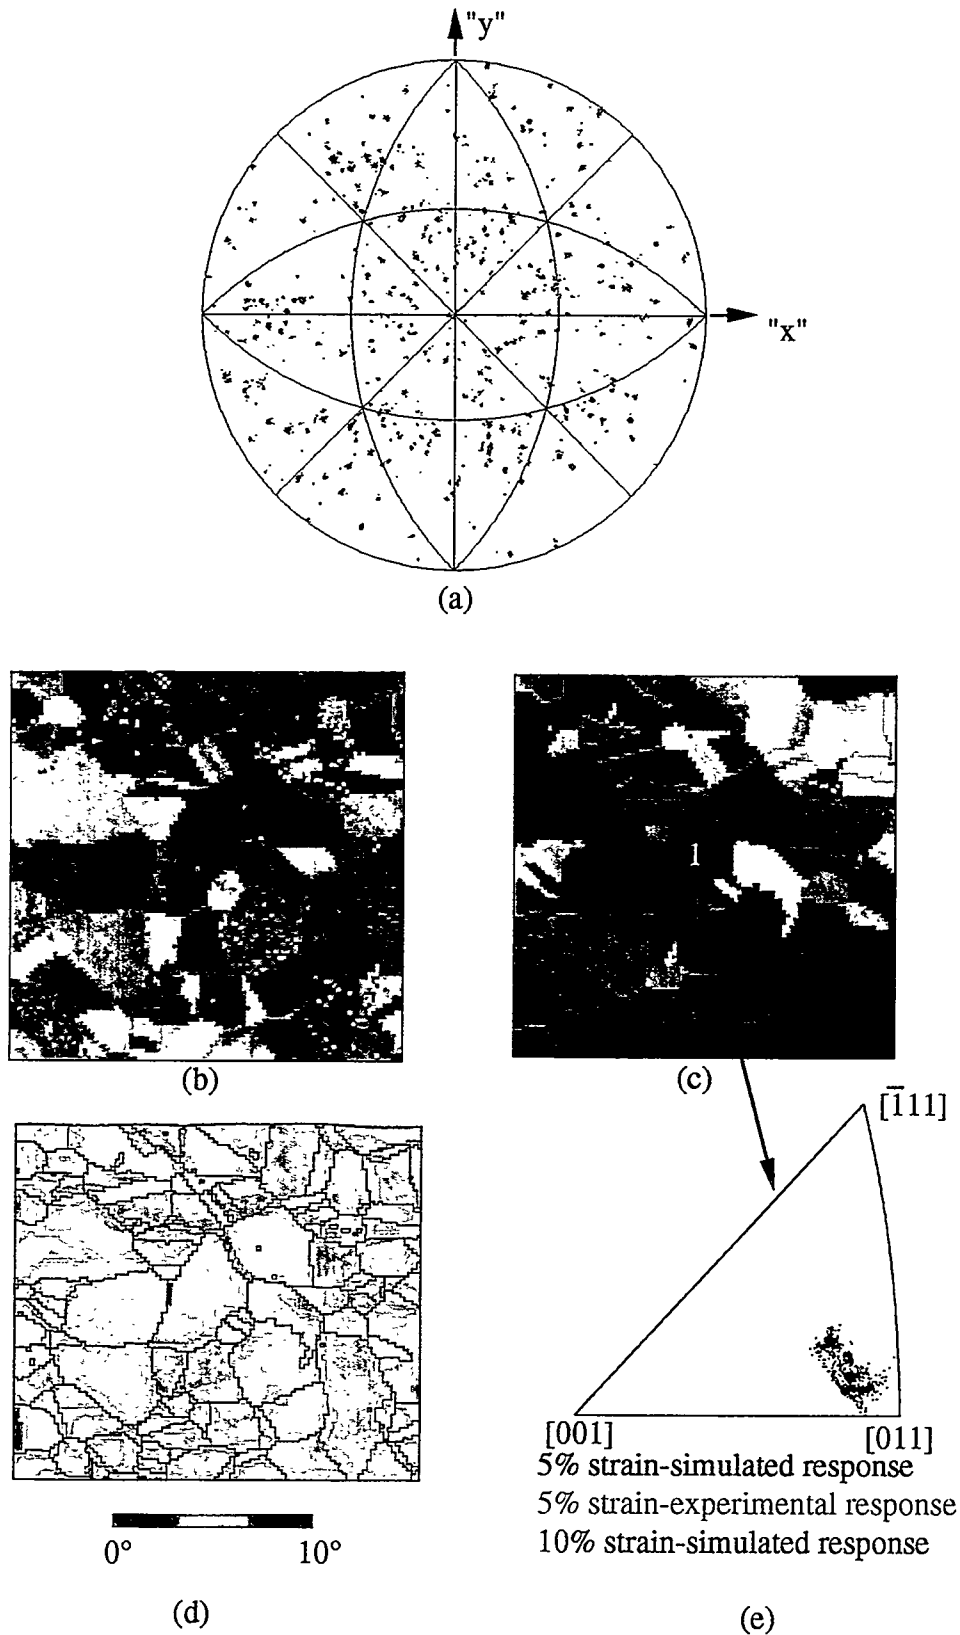 "y"
"x"
(a)
1
(b)
(c)
[1̅11]
[001]
[011]
5% strain-simulated response
5% strain-experimental response
10% strain-simulated response
0° 10°
(d)
(e)